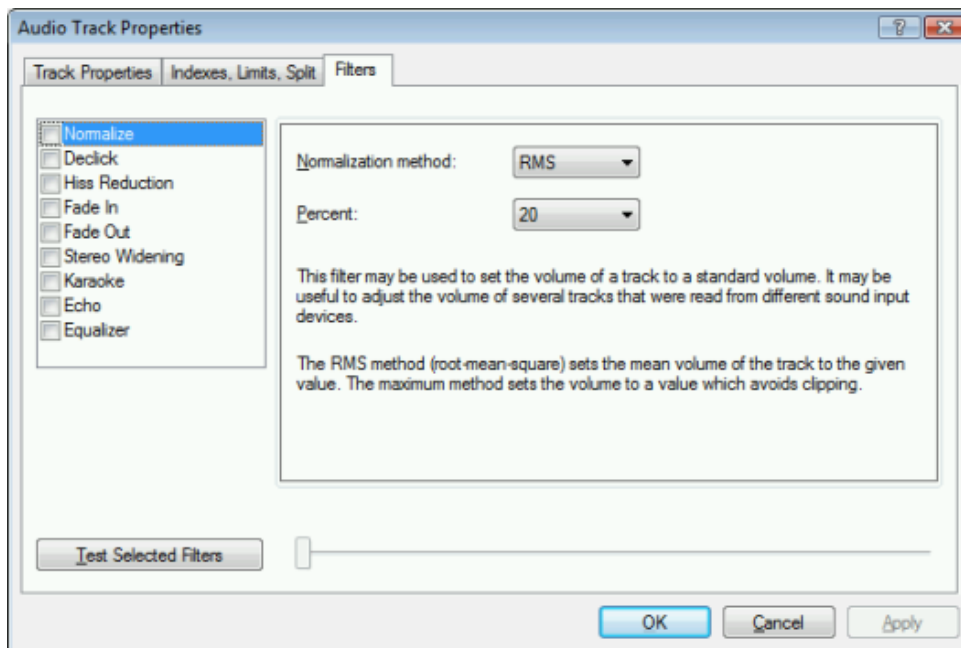 Audio Track Properties
Track Properties
Indexes, Limits, Split
Filters
Normalize
Declick
Hiss Reduction
Fade In
Fade Out
Stereo Widening
Karaoke
Echo
Equalizer
Normalization method:
RMS
Percent:
20
This filter may be used to set the volume of a track to a standard volume. It may be
useful to adjust the volume of several tracks that were read from different sound input
devices.
The RMS method (root-mean-square) sets the mean volume of the track to the given
value. The maximum method sets the volume to a value which avoids clipping.
Test Selected Filters
OK
Cancel
Apply